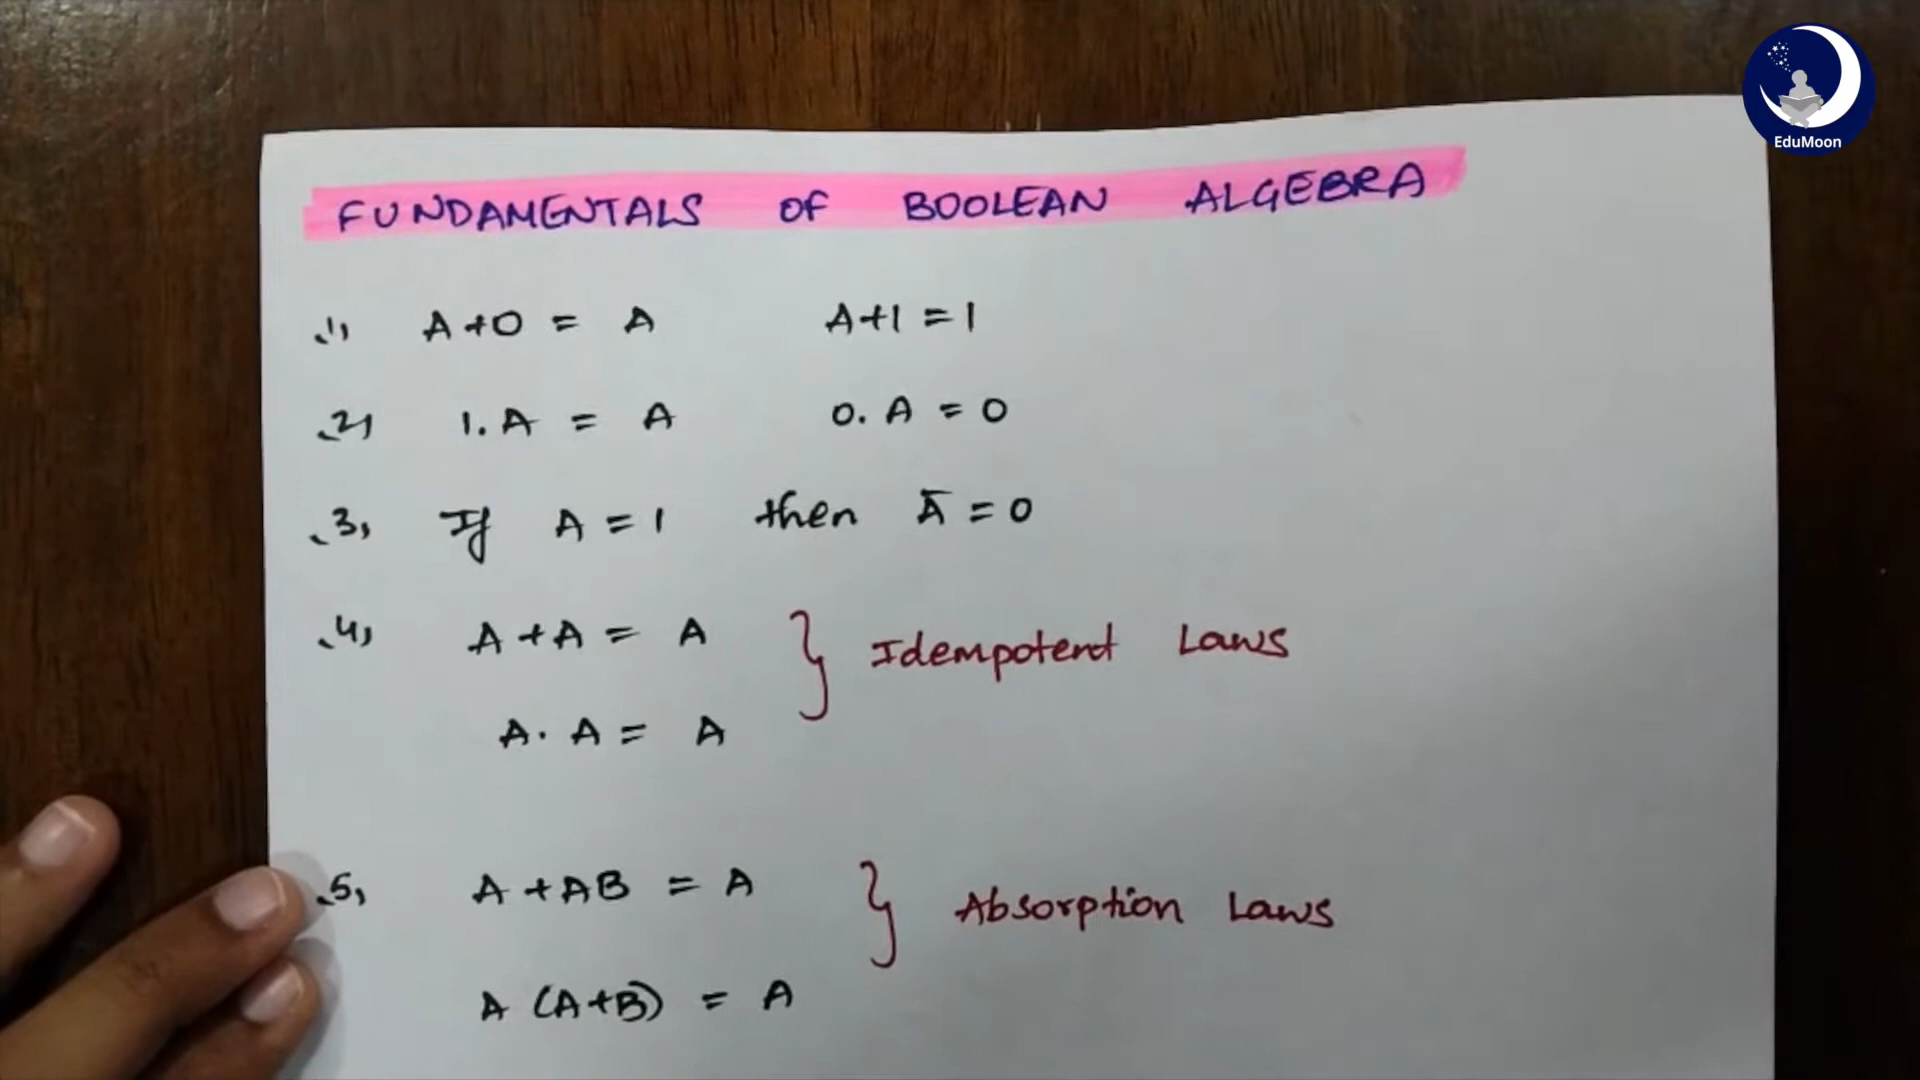 EduMoon
FUNDAMENTALS OF BOOLEAN ALGEBRA
1) A+0 = A A+1 = 1
2) 1.A = A 0.A = 0
3) If A = 1 then Ā = 0
4) A+A = A } Idempotent Laws
A.A = A
5) A+AB = A } Absorption Laws
A (A+B) = A